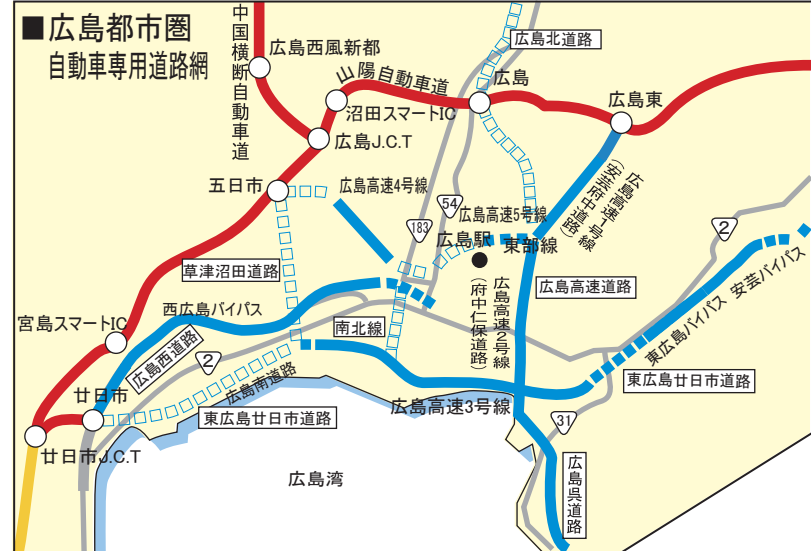 ■広島都市圏
自動車専用道路網
中国横断自動車道
広島西風新都
山陽自動車道
広島北道路
広島
沼田スマートIC
広島東
広島J.C.T
五日市
広島高速4号線
54
183
広島高速5号線
広島高速1号線
(安芸府中道路)
2
広島駅
東部線
草津沼田道路
広島高速2号線
(府中仁保道路)
広島高速道路
安芸バイパス
東広島バイパス
西広島バイパス
宮島スマートIC
南北線
広島西道路
2
廿日市
広島南道路
東広島廿日市道路
東広島廿日市道路
広島高速3号線
31
廿日市J.C.T
広島湾
広島呉道路